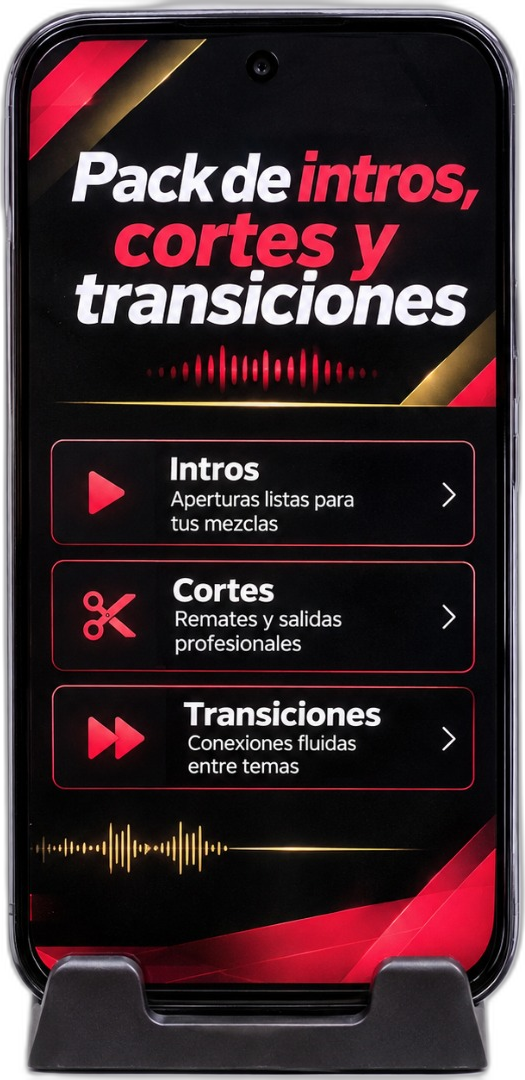 Pack de intros,
cortes y
transiciones
Intros
Aperturas listas para
tus mezclas
Cortes
Remates y salidas
profesionales
Transiciones
Conexiones fluidas
entre temas